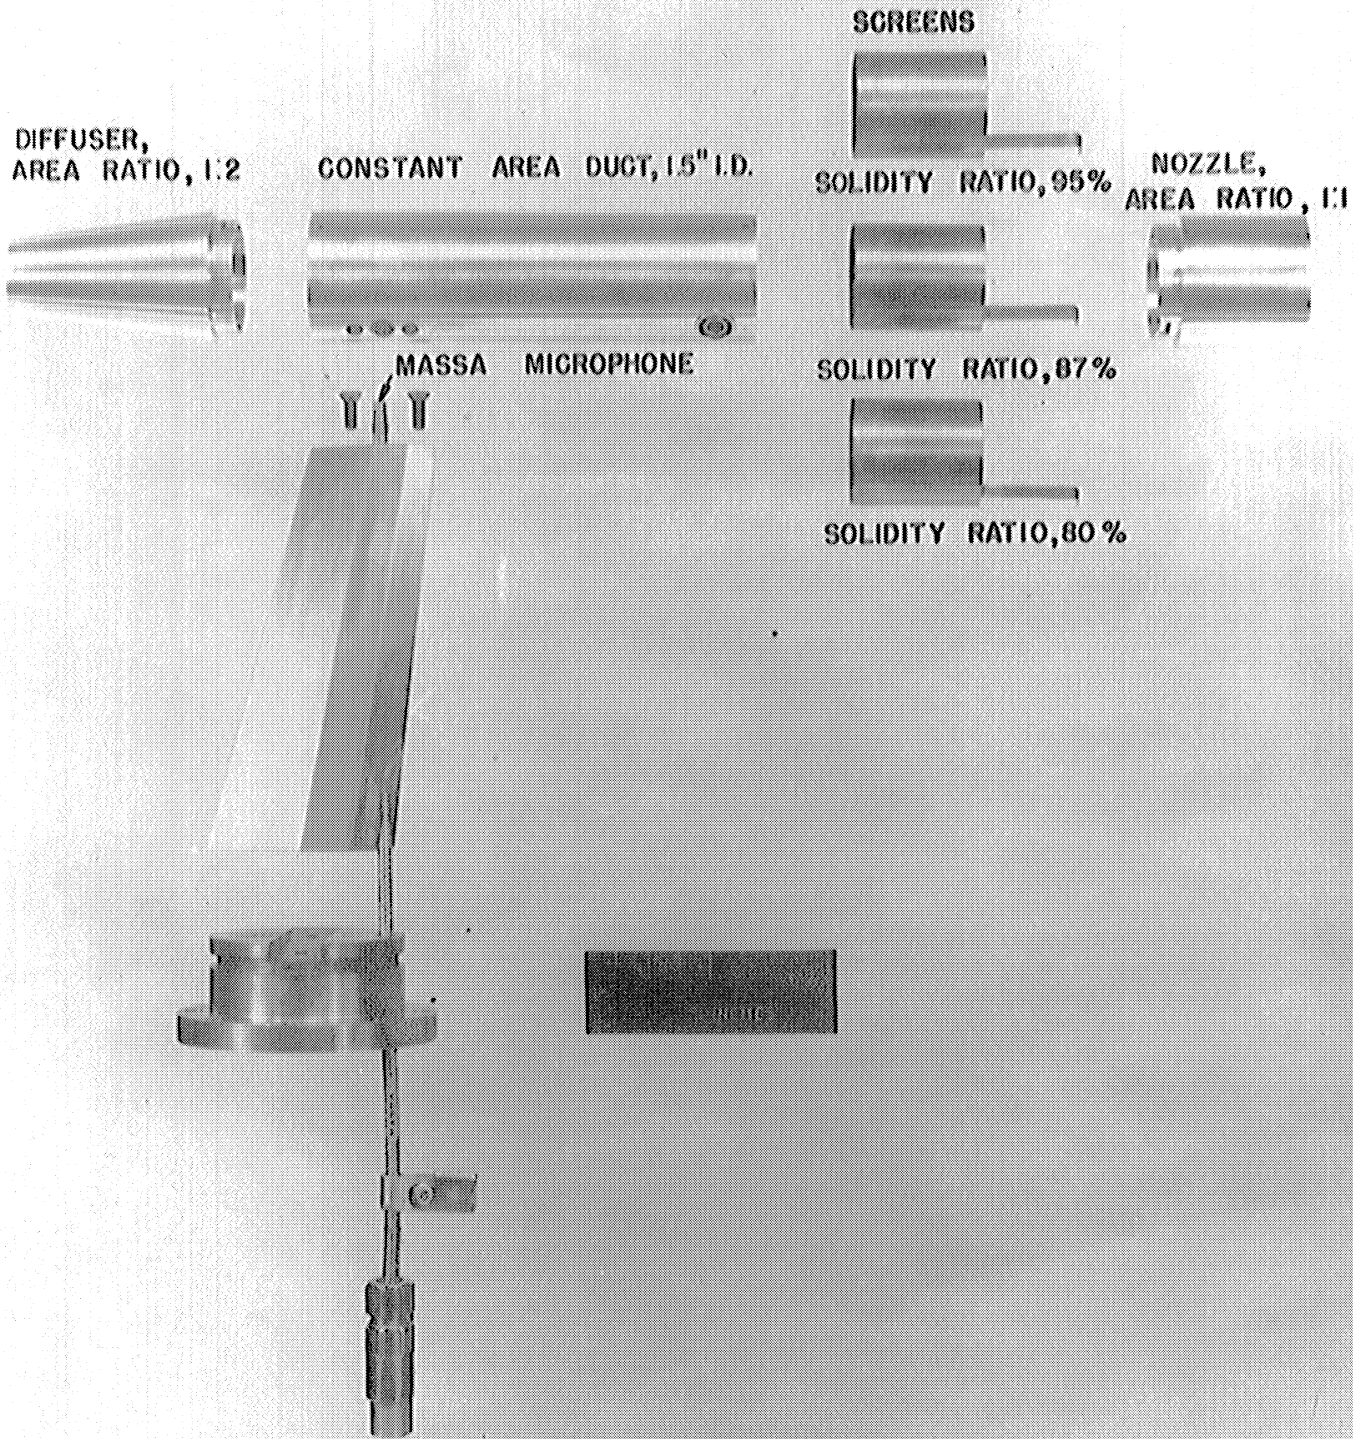 SCREENS
DIFFUSER,
AREA RATIO, 1:2
CONSTANT AREA DUCT, 1.5" I.D.
SOLIDITY RATIO, 95%
NOZZLE,
AREA RATIO, 1:1
MASSA MICROPHONE
SOLIDITY RATIO, 87%
SOLIDITY RATIO, 80%